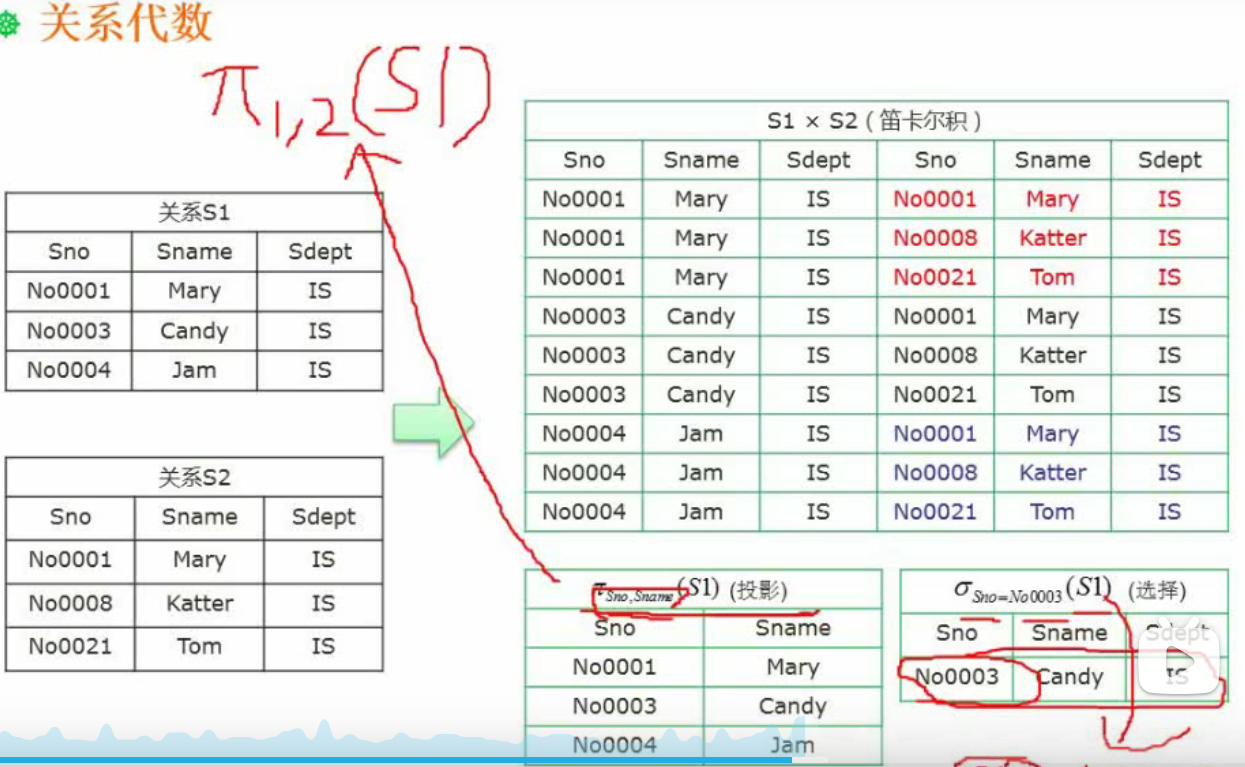 关系代数
π1,2(S1)
关系S1
Sno Sname Sdept
No0001 Mary IS
No0003 Candy IS
No0004 Jam IS
关系S2
Sno Sname Sdept
No0001 Mary IS
No0008 Katter IS
No0021 Tom IS
S1 × S2 ( 笛卡尔积 )
Sno Sname Sdept Sno Sname Sdept
No0001 Mary IS No0001 Mary IS
No0001 Mary IS No0008 Katter IS
No0001 Mary IS No0021 Tom IS
No0003 Candy IS No0001 Mary IS
No0003 Candy IS No0008 Katter IS
No0003 Candy IS No0021 Tom IS
No0004 Jam IS No0001 Mary IS
No0004 Jam IS No0008 Katter IS
No0004 Jam IS No0021 Tom IS
πSno,Sname(S1) (投影)
Sno Sname
No0001 Mary
No0003 Candy
No0004 Jam
σSno=No0003(S1) (选择)
Sno Sname Sdept
No0003 Candy IS